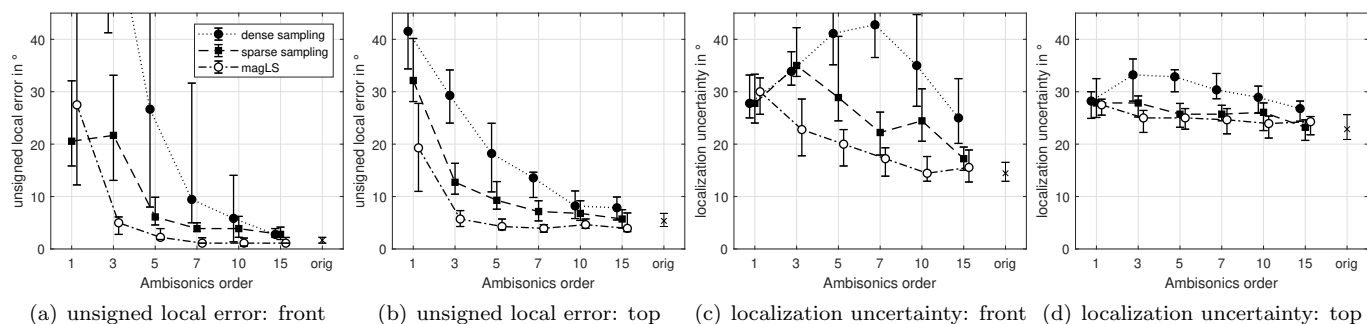 unsigned local error in °
40
30
20
10
0
dense sampling
sparse sampling
magLS
1 3 5 7 10 15 orig
Ambisonics order
(a) unsigned local error: front
unsigned local error in °
40
30
20
10
0
1 3 5 7 10 15 orig
Ambisonics order
(b) unsigned local error: top
localization uncertainty in °
40
30
20
10
0
1 3 5 7 10 15 orig
Ambisonics order
(c) localization uncertainty: front
localization uncertainty in °
40
30
20
10
0
1 3 5 7 10 15 orig
Ambisonics order
(d) localization uncertainty: top